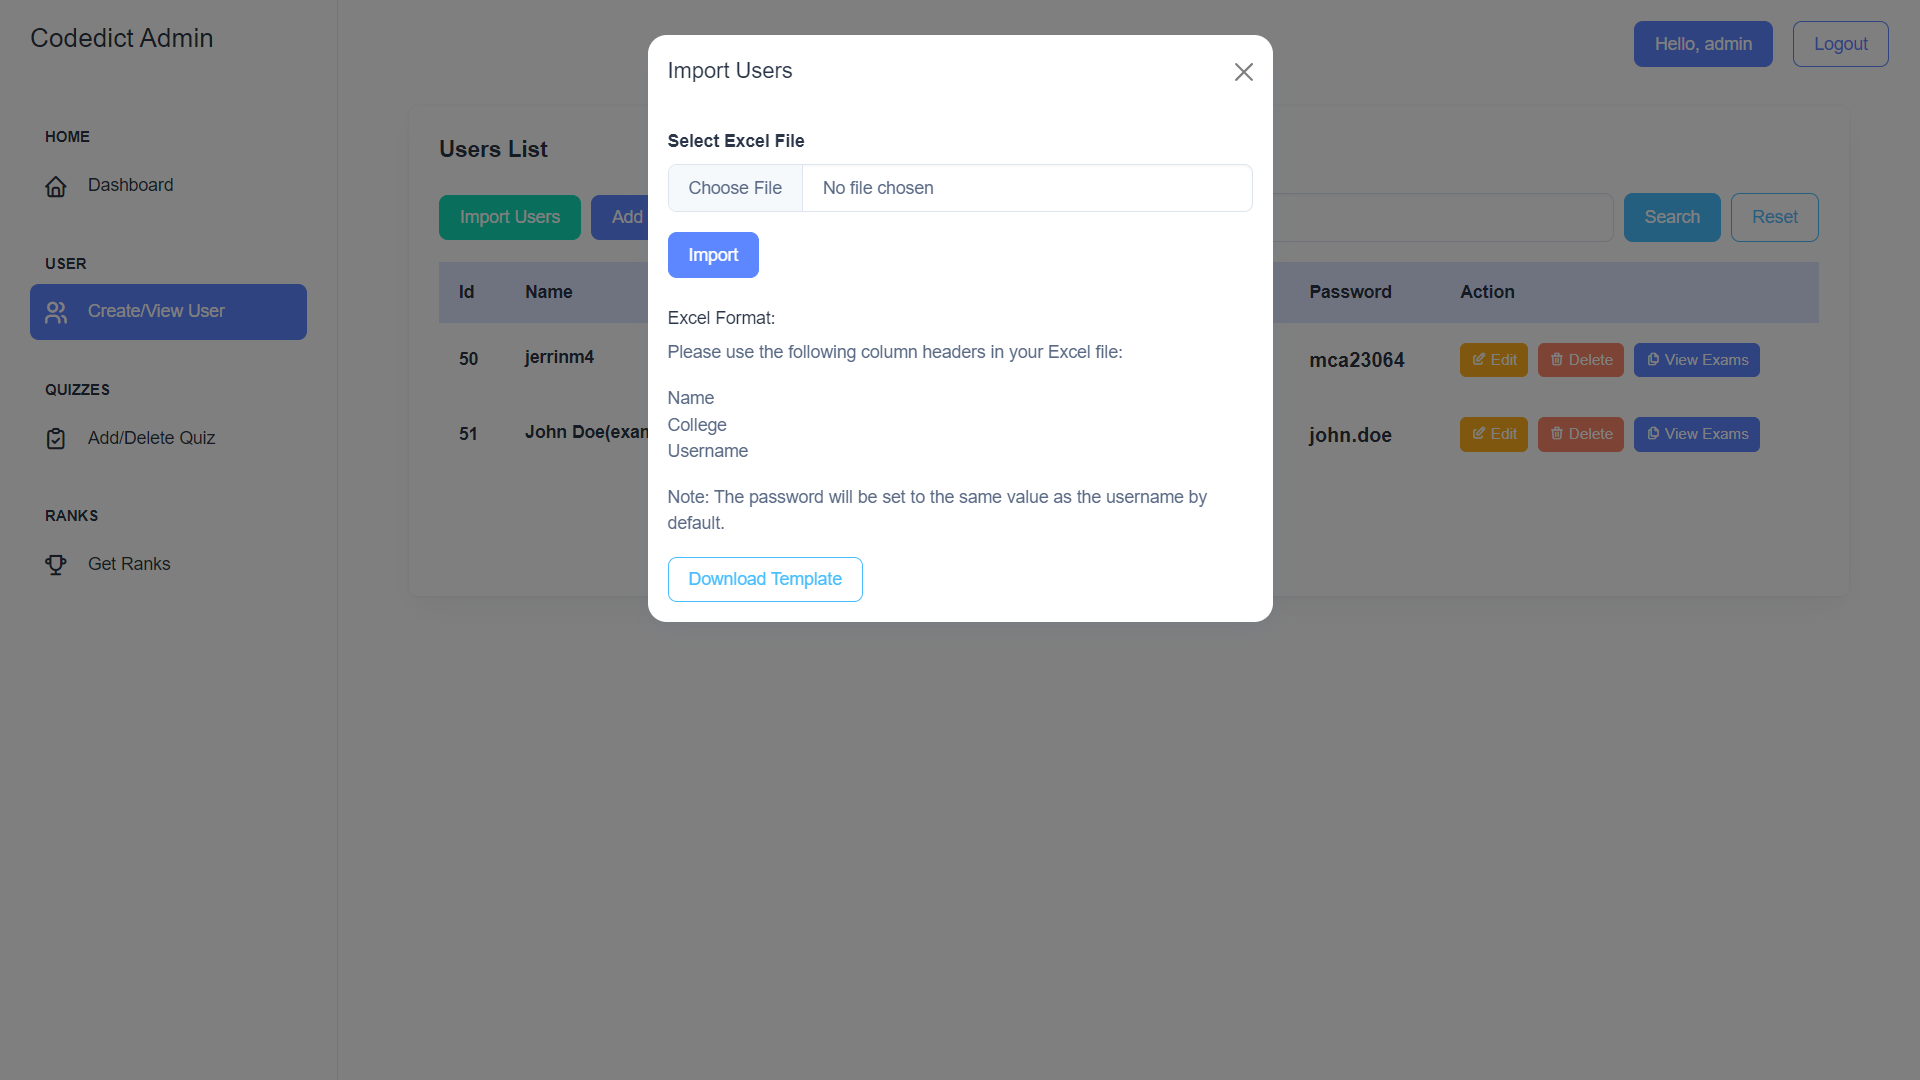 Codedict Admin
Hello, admin
Logout
HOME
Dashboard
USER
Create/View User
QUIZZES
Add/Delete Quiz
RANKS
Get Ranks
Users List
Import Users
Add
Search
Reset
Id Name Password Action
50 jerrinm4 mca23064 Edit Delete View Exams
51 John Doe(exam john.doe Edit Delete View Exams
Import Users
Select Excel File
Choose File No file chosen
Import
Excel Format:
Please use the following column headers in your Excel file:
Name
College
Username
Note: The password will be set to the same value as the username by
default.
Download Template